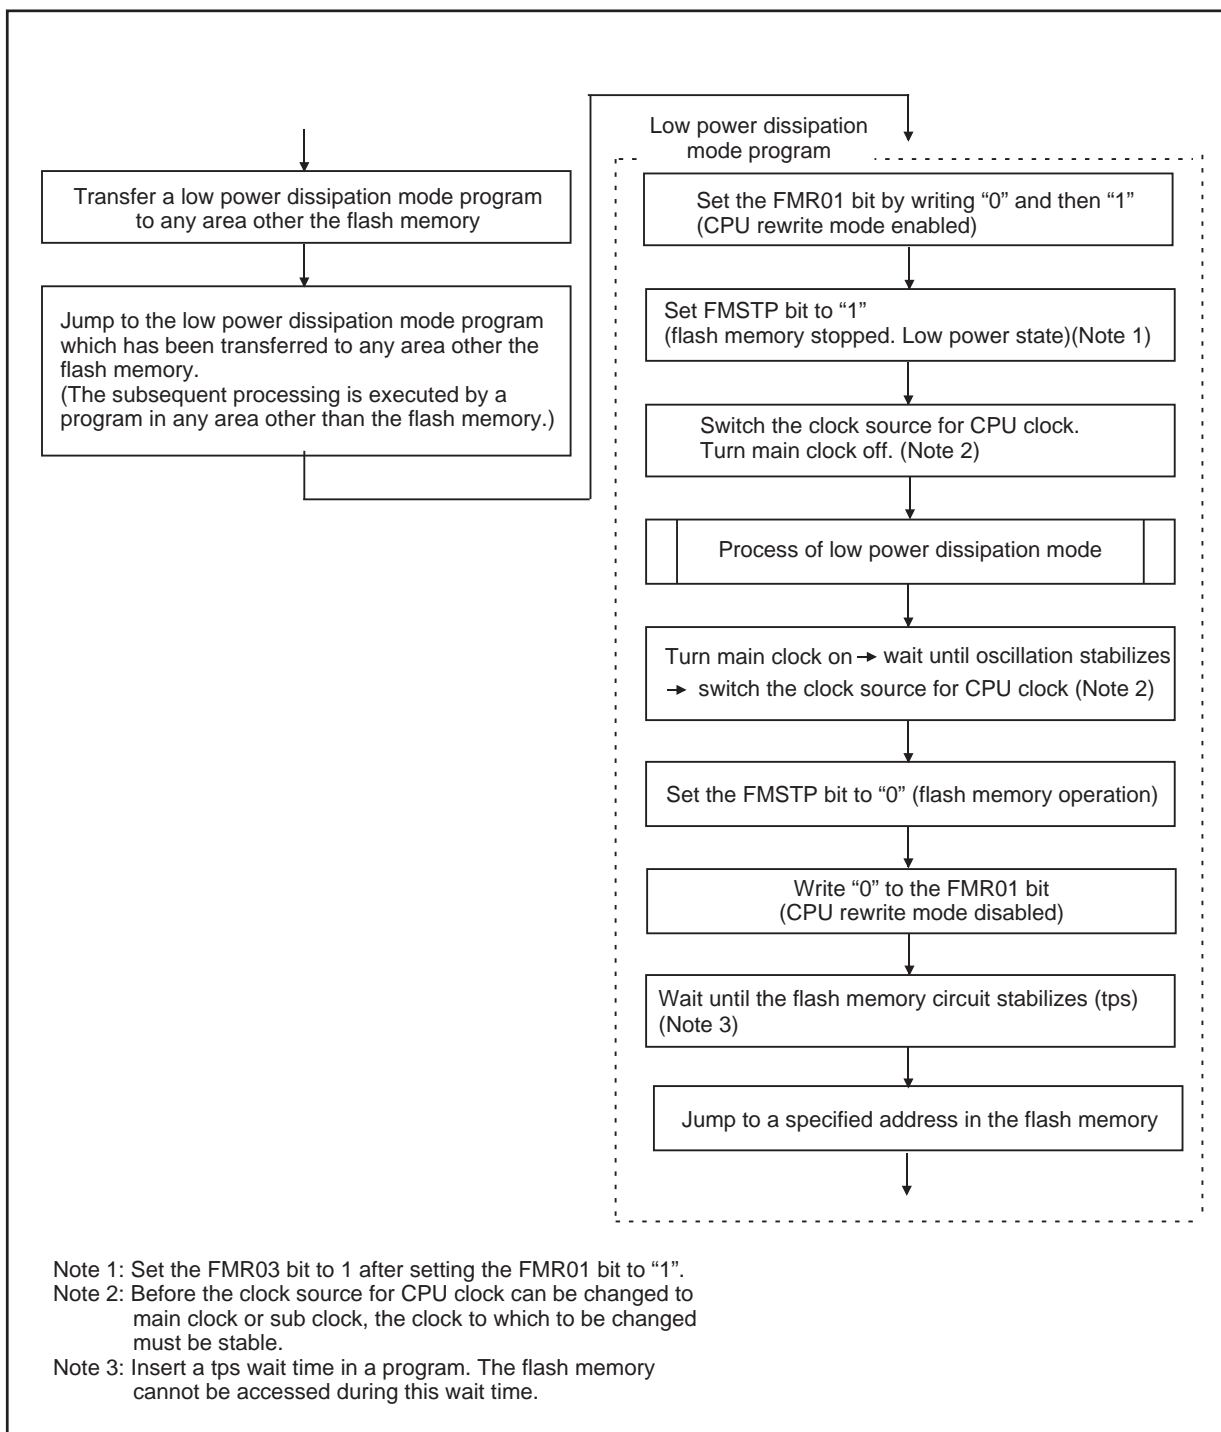 Transfer a low power dissipation mode program
to any area other the flash memory
Jump to the low power dissipation mode program
which has been transferred to any area other the
flash memory.
(The subsequent processing is executed by a
program in any area other than the flash memory.)
Low power dissipation
mode program
Set the FMR01 bit by writing “0” and then “1”
(CPU rewrite mode enabled)
Set FMSTP bit to “1”
(flash memory stopped. Low power state)(Note 1)
Switch the clock source for CPU clock.
Turn main clock off. (Note 2)
Process of low power dissipation mode
Turn main clock on → wait until oscillation stabilizes
→ switch the clock source for CPU clock (Note 2)
Set the FMSTP bit to “0” (flash memory operation)
Write “0” to the FMR01 bit
(CPU rewrite mode disabled)
Wait until the flash memory circuit stabilizes (tps)
(Note 3)
Jump to a specified address in the flash memory
Note 1: Set the FMR03 bit to 1 after setting the FMR01 bit to “1”.
Note 2: Before the clock source for CPU clock can be changed to
main clock or sub clock, the clock to which to be changed
must be stable.
Note 3: Insert a tps wait time in a program. The flash memory
cannot be accessed during this wait time.